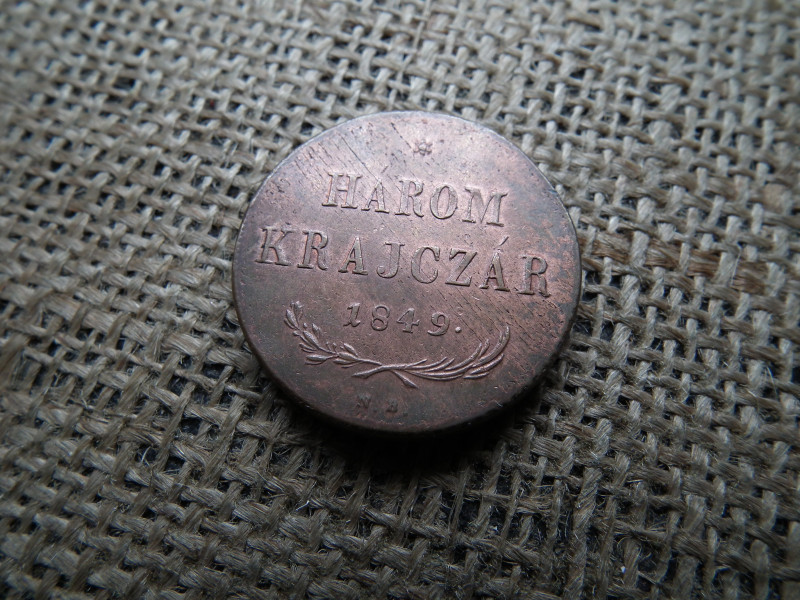 HÁROM
KRAJCZÁR
1849.
N.B.